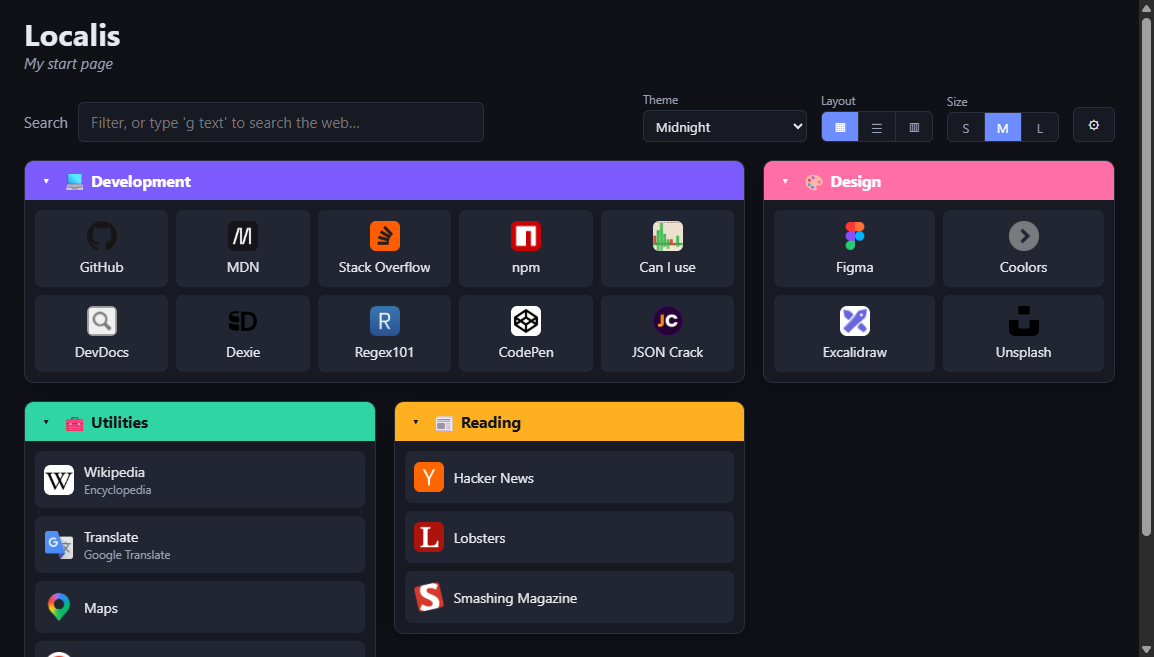 Localis
My start page
Search
Filter, or type 'g text' to search the web...
Theme
Midnight
Layout
Size
S
M
L
Development
GitHub
MDN
Stack Overflow
npm
Can I use
DevDocs
Dexie
Regex101
CodePen
JSON Crack
Design
Figma
Coolors
Excalidraw
Unsplash
Utilities
Wikipedia
Encyclopedia
Translate
Google Translate
Maps
Reading
Hacker News
Lobsters
Smashing Magazine